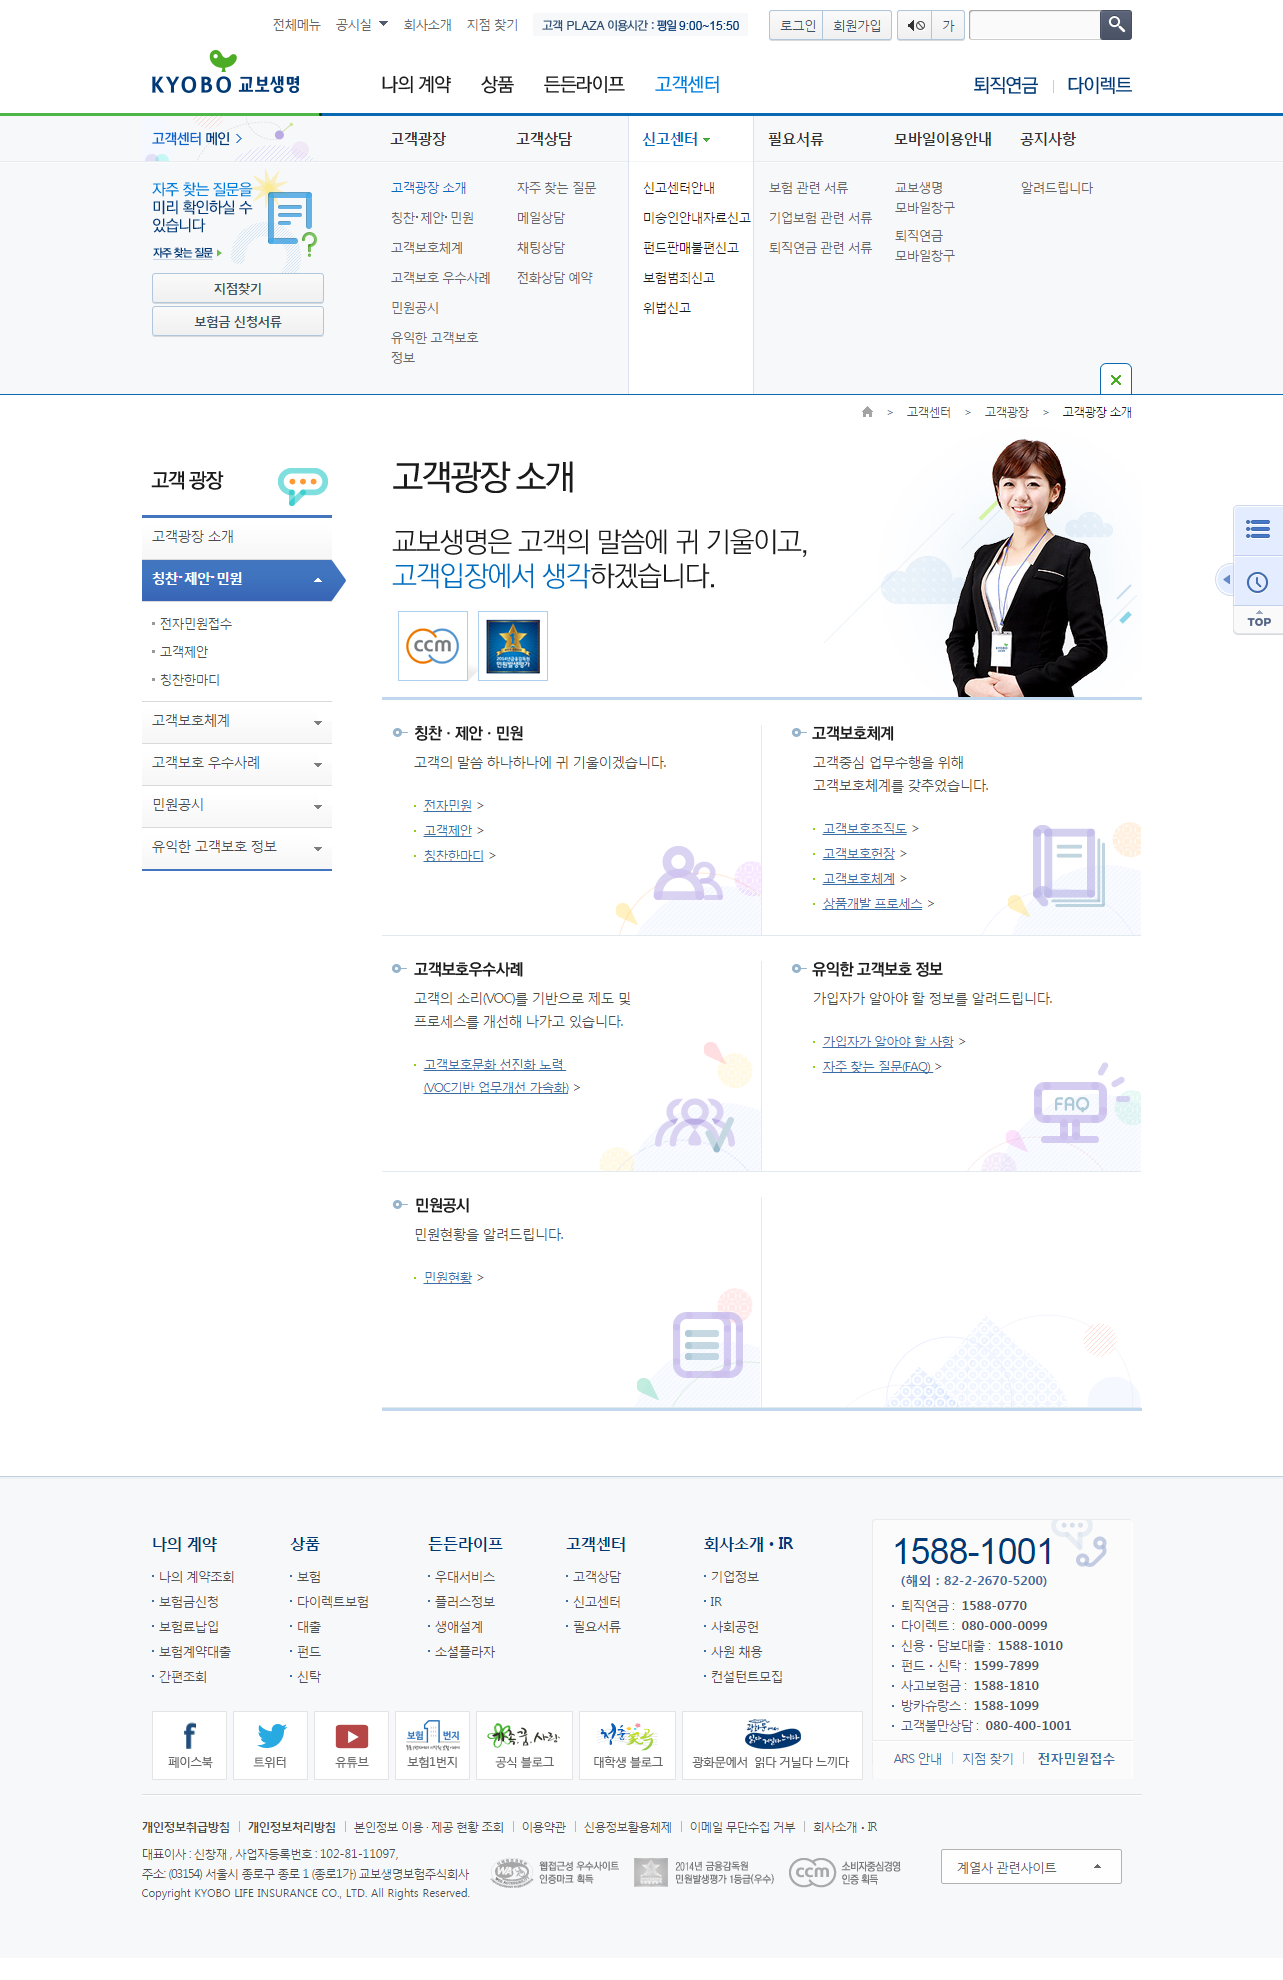 전체메뉴 공시실 회사소개 지점 찾기 고객 PLAZA 이용시간 : 평일 9:00~15:50 로그인 회원가입 가
KYOBO 교보생명 나의 계약 상품 든든라이프 고객센터 퇴직연금 다이렉트
고객센터 메인 >
고객광장 고객상담 신고센터 필요서류 모바일이용안내 공지사항
자주 찾는 질문을
미리 확인하실 수
있습니다
자주 찾는 질문
지점찾기
보험금 신청서류
고객광장 소개
칭찬·제안·민원
고객보호체계
고객보호 우수사례
민원공시
유익한 고객보호
정보
자주 찾는 질문
메일상담
채팅상담
전화상담 예약
신고센터안내
미승인안내자료신고
펀드판매불편신고
보험범죄신고
위법신고
보험 관련 서류
기업보험 관련 서류
퇴직연금 관련 서류
교보생명
모바일창구
퇴직연금
모바일창구
알려드립니다
> 고객센터 > 고객광장 > 고객광장 소개
고객 광장
고객광장 소개
칭찬·제안·민원
전자민원접수
고객제안
칭찬한마디
고객보호체계
고객보호 우수사례
민원공시
유익한 고객보호 정보
고객광장 소개
교보생명은 고객의 말씀에 귀 기울이고,
고객입장에서 생각하겠습니다.
ccm
1
2014년 금융감독원
민원발생평가
KYOBO
TOP
칭찬 · 제안 · 민원
고객의 말씀 하나하나에 귀 기울이겠습니다.
전자민원 >
고객제안 >
칭찬한마디 >
고객보호체계
고객중심 업무수행을 위해
고객보호체계를 갖추었습니다.
고객보호조직도 >
고객보호헌장 >
고객보호체계 >
상품개발 프로세스 >
고객보호우수사례
고객의 소리(VOC)를 기반으로 제도 및
프로세스를 개선해 나가고 있습니다.
고객보호문화 선진화 노력
(VOC기반 업무개선 가속화) >
유익한 고객보호 정보
가입자가 알아야 할 정보를 알려드립니다.
가입자가 알아야 할 사항 >
자주 찾는 질문(FAQ) >
FAQ
민원공시
민원현황을 알려드립니다.
민원현황 >
나의 계약
나의 계약조회
보험금신청
보험료납입
보험계약대출
간편조회
상품
보험
다이렉트보험
대출
펀드
신탁
든든라이프
우대서비스
플러스정보
생애설계
소셜플라자
고객센터
고객상담
신고센터
필요서류
회사소개 · IR
기업정보
IR
사회공헌
사원 채용
컨설턴트모집
1588-1001
(해외 : 82-2-2670-5200)
퇴직연금 : 1588-0770
다이렉트 : 080-000-0099
신용 · 담보대출 : 1588-1010
펀드 · 신탁 : 1599-7899
사고보험금 : 1588-1810
방카슈랑스 : 1588-1099
고객불만상담 : 080-400-1001
ARS 안내 지점 찾기 전자민원접수
f
페이스북
트위터
유튜브
보험1번지
보험1번지
가족꿈사랑
공식 블로그
대학생 블로그
광화문에서
읽다 거닐다 느끼다
광화문에서 읽다 거닐다 느끼다
개인정보취급방침 개인정보처리방침 본인정보 이용 · 제공 현황 조회 이용약관 신용정보활용체제 이메일 무단수집 거부 회사소개 · IR
대표이사 : 신창재 , 사업자등록번호 : 102-81-11097,
주소: (03154) 서울시 종로구 종로 1 (종로1가) 교보생명보험주식회사
Copyright KYOBO LIFE INSURANCE CO., LTD. All Rights Reserved.
WA
웹접근성 우수사이트
인증마크 획득
2014년 금융감독원
민원발생평가 1등급(우수)
ccm
소비자중심경영
인증 획득
계열사 관련사이트